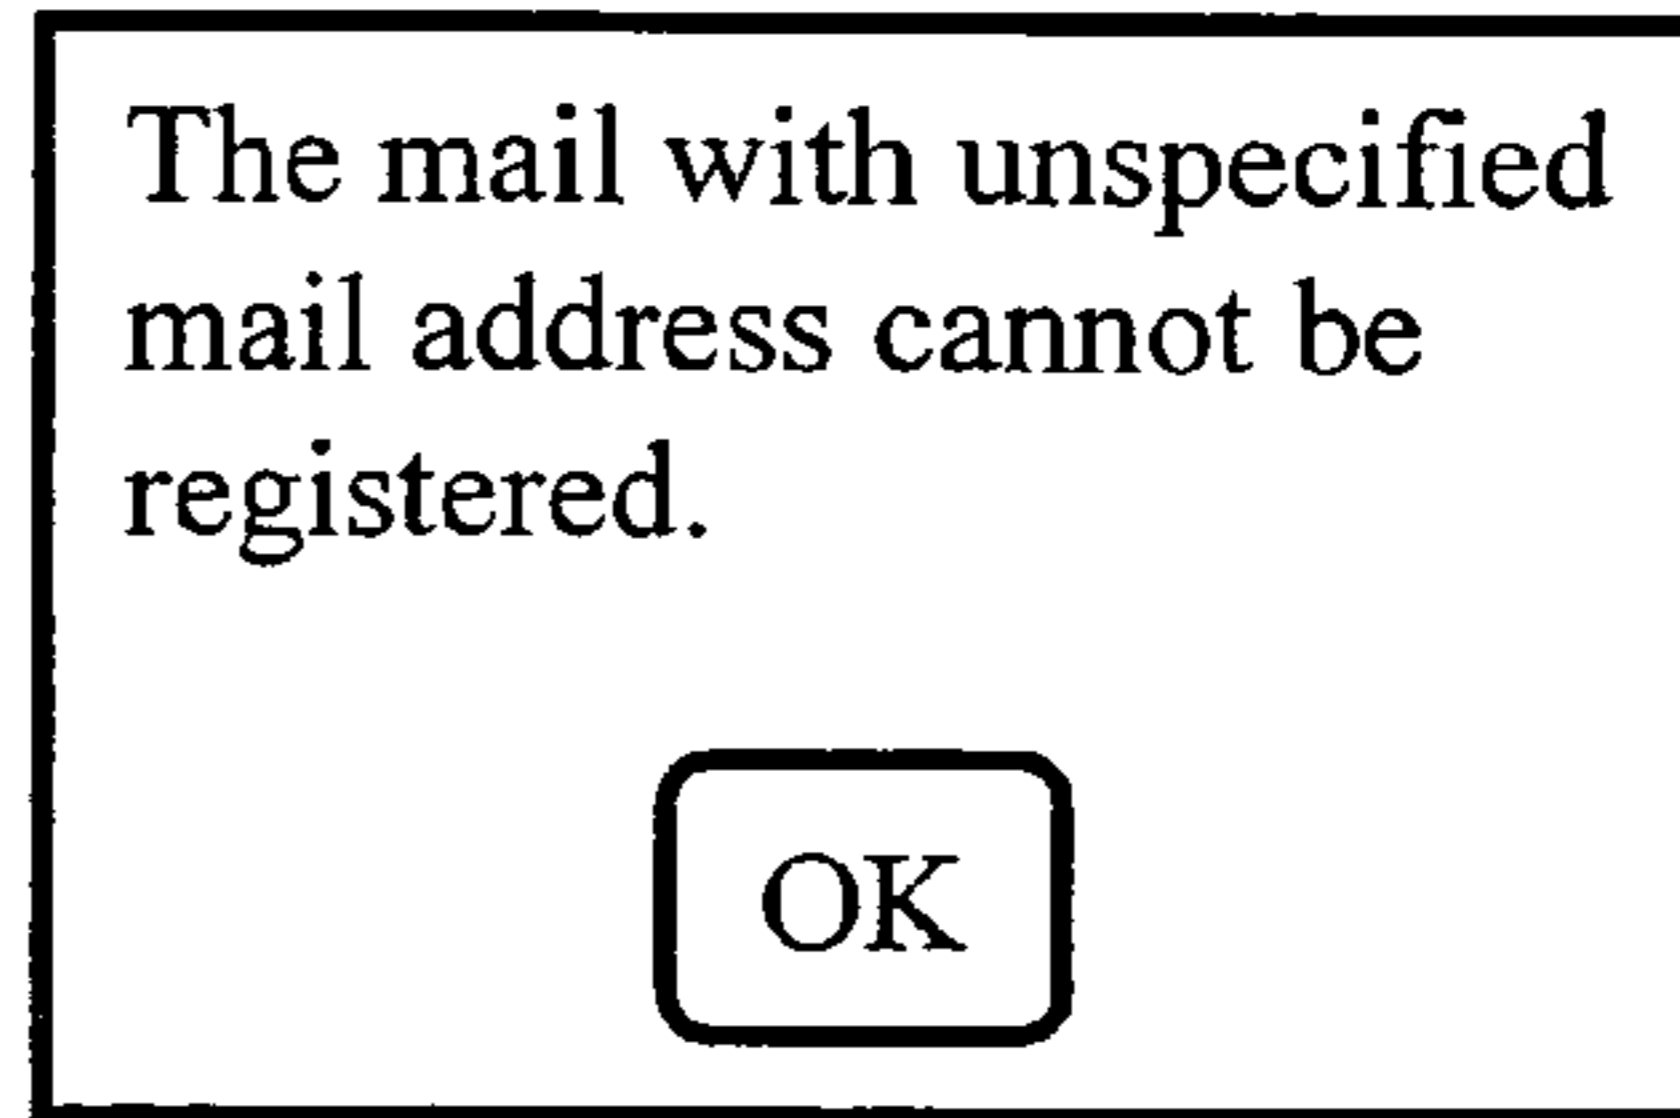 The mail with unspecified
mail address cannot be
registered.
OK